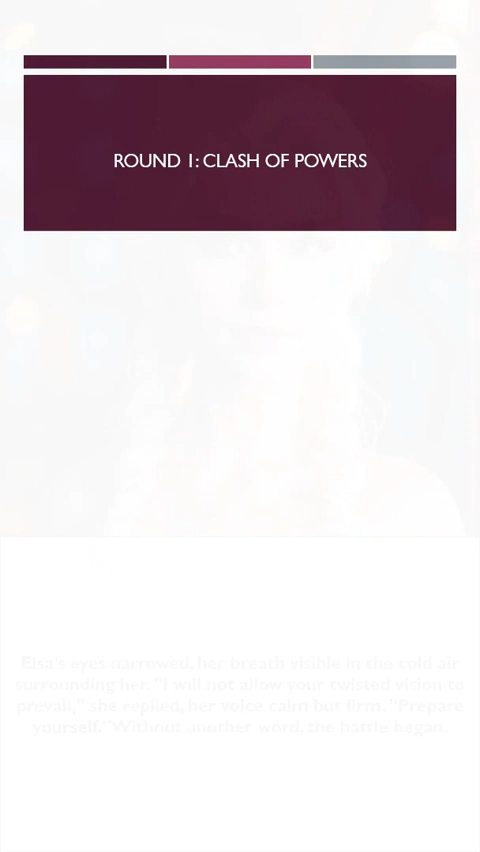 ROUND 1: CLASH OF POWERS
Elsa's eyes narrowed, her breath visible in the cold air
surrounding her. "I will not allow your twisted vision to
prevail," she replied, her voice calm but firm. "Prepare
yourself."Without another word, the battle began.